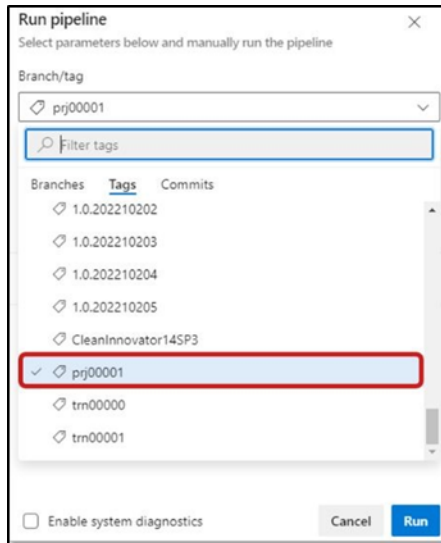 Run pipeline
Select parameters below and manually run the pipeline
Branch/tag
prj00001
Filter tags
Branches Tags Commits
1.0.202210202
1.0.202210203
1.0.202210204
1.0.202210205
CleanInnovator14SP3
prj00001
trn00000
trn00001
Enable system diagnostics Cancel Run